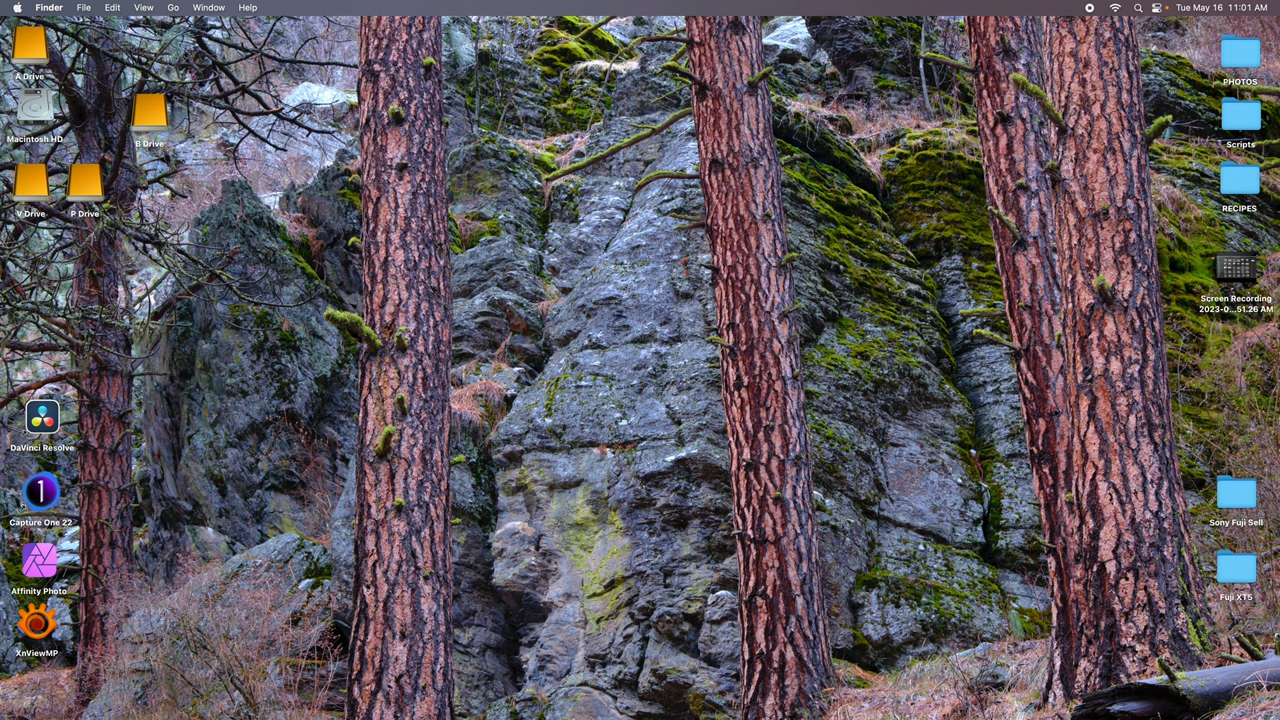 Finder File Edit View Go Window Help Tue May 16 11:01 AM
A Drive
Macintosh HD
B Drive
V Drive
P Drive
DaVinci Resolve
1
Capture One 22
Affinity Photo
XnViewMP
PHOTOS
Scripts
RECIPES
Screen Recording
2023-0...51.26 AM
Sony Fuji Sell
Fuji XT5